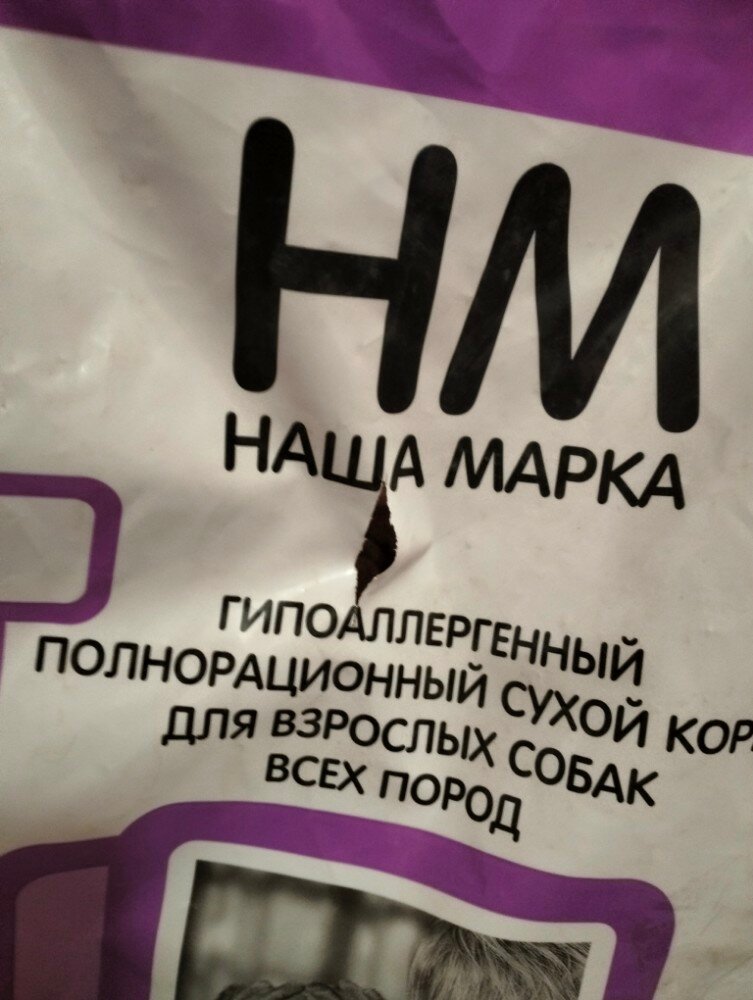 НМ
НАША МАРКА
ГИПОАЛЛЕРГЕННЫЙ
ПОЛНОРАЦИОННЫЙ СУХОЙ
ДЛЯ ВЗРОСЛЫХ СОБАК
ВСЕХ ПОРОД